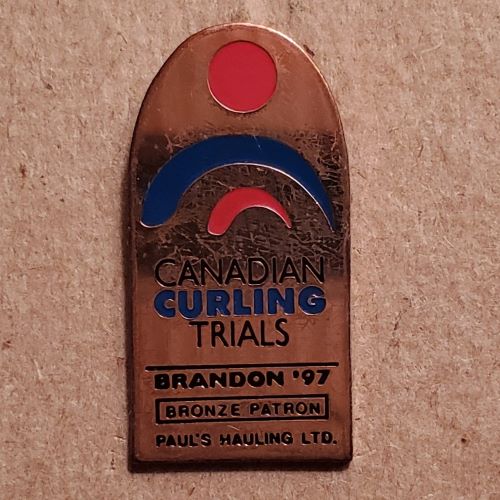 CANADIAN
CURLING
TRIALS
BRANDON '97
BRONZE PATRON
PAUL'S HAULING LTD.